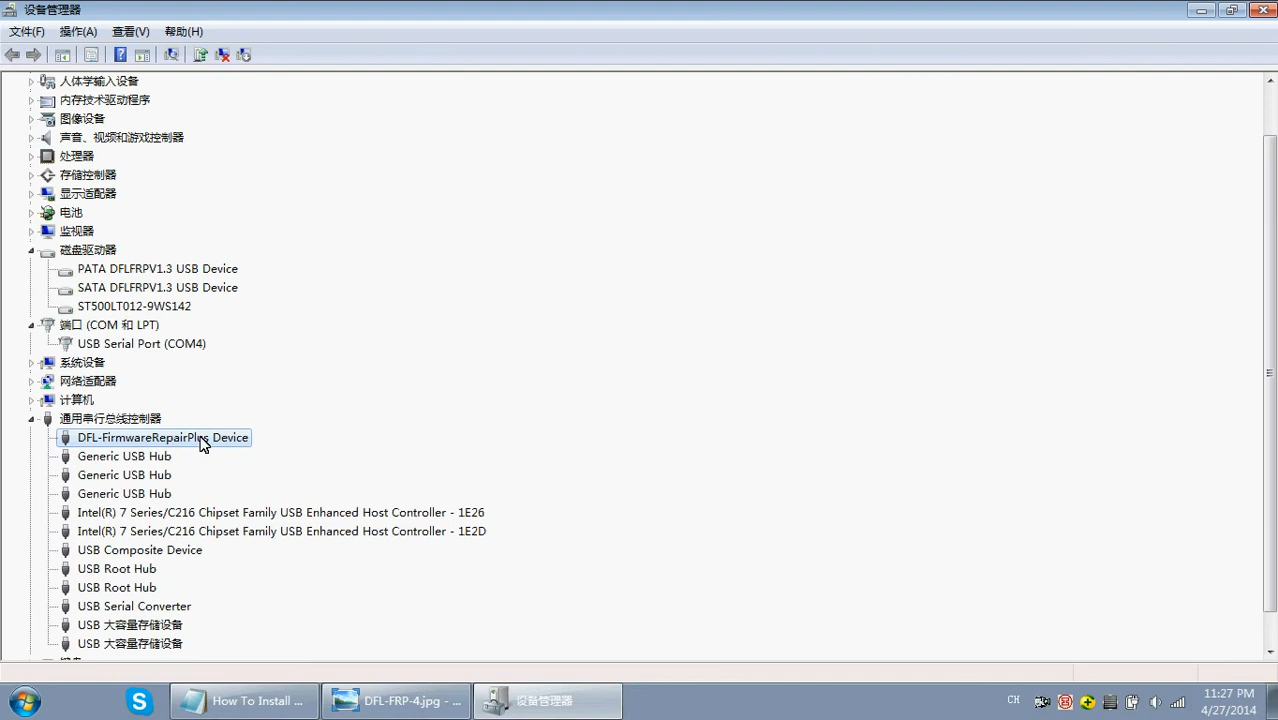 设备管理器
文件(F) 操作(A) 查看(V) 帮助(H)
人体学输入设备
内存技术驱动程序
图像设备
声音、视频和游戏控制器
处理器
存储控制器
显示适配器
电池
监视器
磁盘驱动器
PATA DFLFRPV1.3 USB Device
SATA DFLFRPV1.3 USB Device
ST500LT012-9WS142
端口 (COM 和 LPT)
USB Serial Port (COM4)
系统设备
网络适配器
计算机
通用串行总线控制器
DFL-FirmwareRepairPlus Device
Generic USB Hub
Generic USB Hub
Generic USB Hub
Intel(R) 7 Series/C216 Chipset Family USB Enhanced Host Controller - 1E26
Intel(R) 7 Series/C216 Chipset Family USB Enhanced Host Controller - 1E2D
USB Composite Device
USB Root Hub
USB Root Hub
USB Serial Converter
USB 大容量存储设备
USB 大容量存储设备
How To Install ... DFL-FRP-4.jpg - ... 设备管理器 CH 11:27 PM
4/27/2014